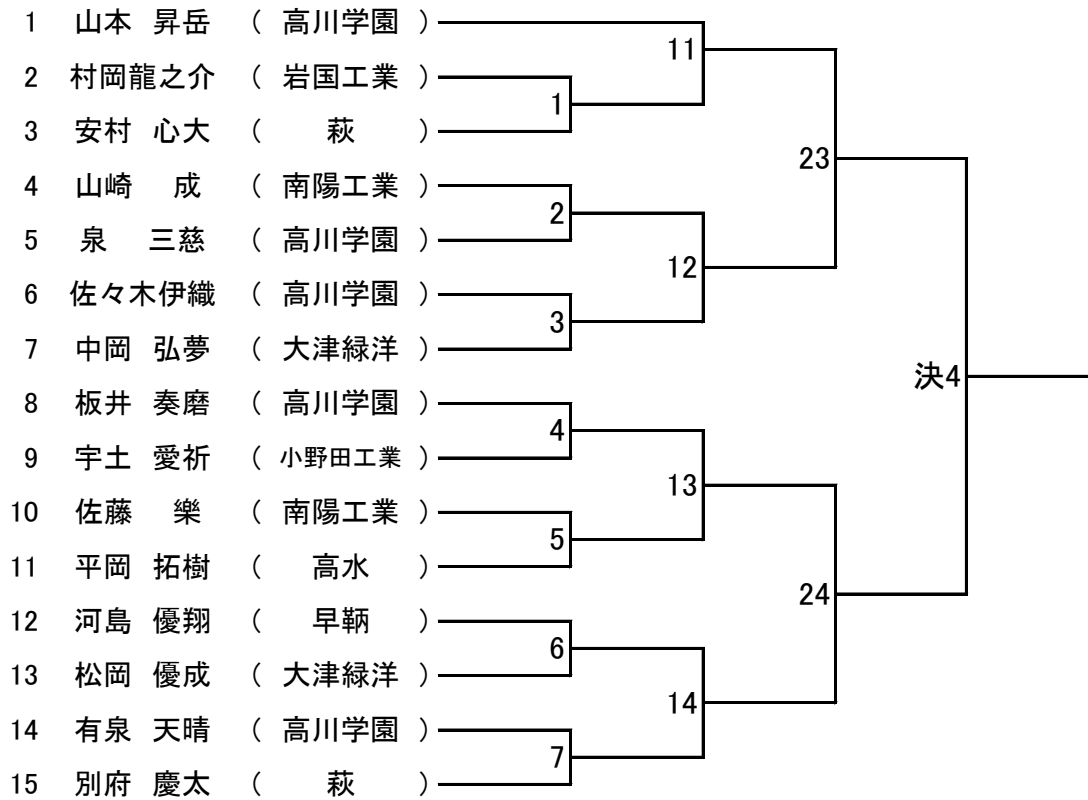 1 山本 昇岳 ( 高川学園 )
11
2 村岡龍之介 ( 岩国工業 )
1
3 安村 心大 ( 萩 )
23
4 山崎 成 ( 南陽工業 )
2
5 泉 三慈 ( 高川学園 )
12
6 佐々木伊織 ( 高川学園 )
3
7 中岡 弘夢 ( 大津緑洋 )
決4
8 板井 奏磨 ( 高川学園 )
4
9 宇土 愛祈 ( 小野田工業 )
13
10 佐藤 樂 ( 南陽工業 )
5
11 平岡 拓樹 ( 高水 )
24
12 河島 優翔 ( 早鞆 )
6
13 松岡 優成 ( 大津緑洋 )
14
14 有泉 天晴 ( 高川学園 )
7
15 別府 慶太 ( 萩 )